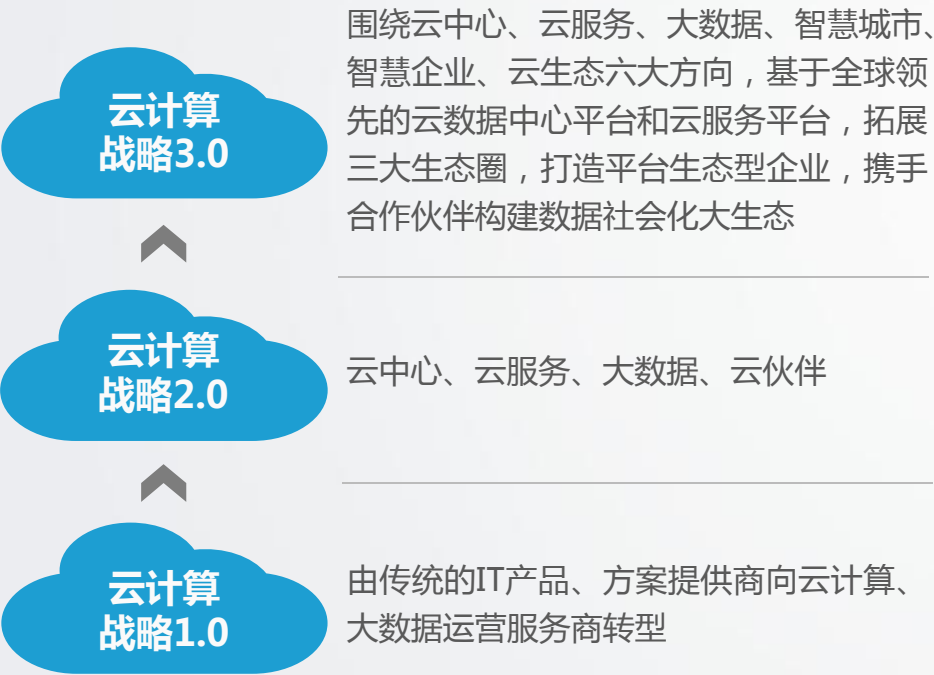 云计算
战略3.0
围绕云中心、云服务、大数据、智慧城市、
智慧企业、云生态六大方向，基于全球领
先的云数据中心平台和云服务平台，拓展
三大生态圈，打造平台生态型企业，携手
合作伙伴构建数据社会化大生态
云计算
战略2.0
云中心、云服务、大数据、云伙伴
云计算
战略1.0
由传统的IT产品、方案提供商向云计算、
大数据运营服务商转型